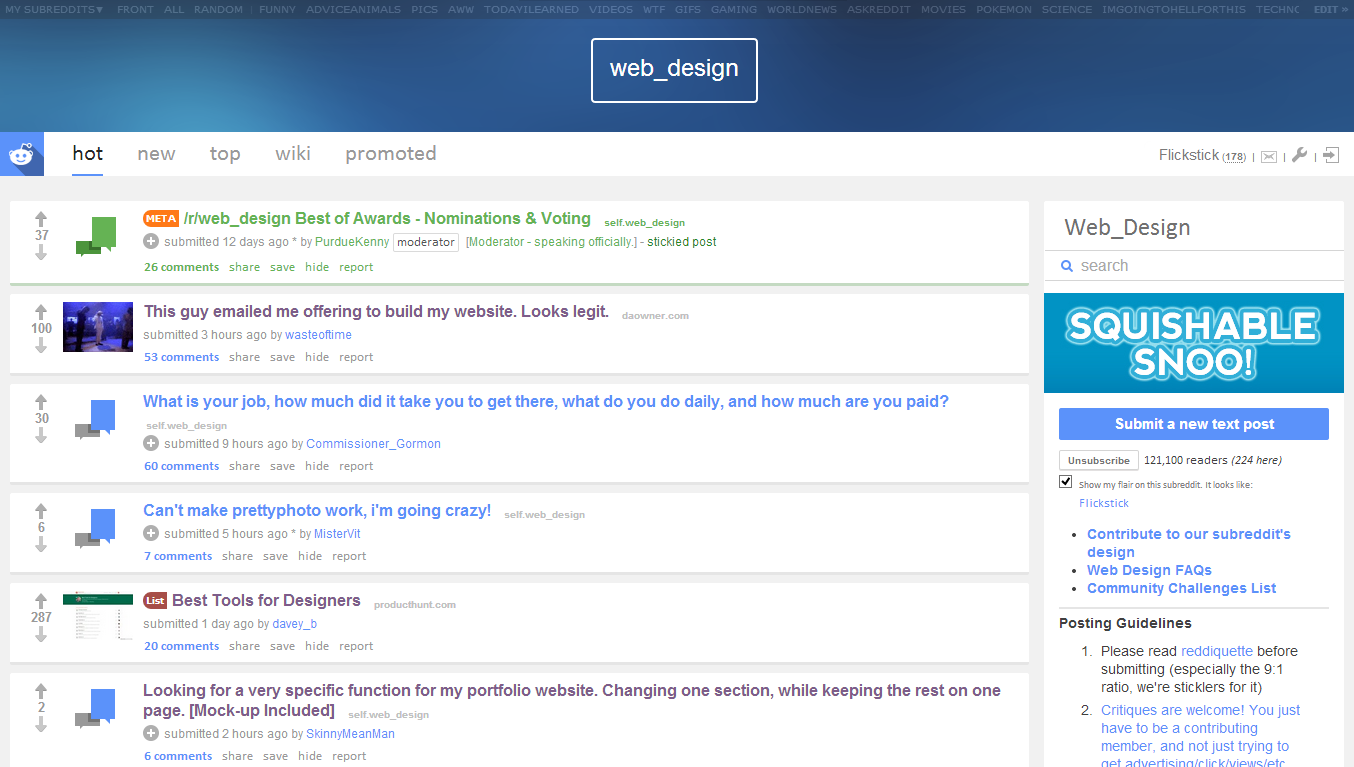 MY SUBREDDITS▾ FRONT ALL RANDOM | FUNNY ADVICEANIMALS PICS AWW TODAYILEARNED VIDEOS WTF GIFS GAMING WORLDNEWS ASKREDDIT MOVIES POKEMON SCIENCE IMGOINGTOHELLFORTHIS TECHNO EDIT »
web_design
hot new top wiki promoted
Flickstick (178) | | |
37
META /r/web_design Best of Awards - Nominations & Voting self.web_design
submitted 12 days ago * by PurdueKenny moderator [Moderator - speaking officially.] - stickied post
26 comments share save hide report
100
This guy emailed me offering to build my website. Looks legit. daowner.com
submitted 3 hours ago by wasteoftime
53 comments share save hide report
30
What is your job, how much did it take you to get there, what do you do daily, and how much are you paid?
self.web_design
submitted 9 hours ago by Commissioner_Gormon
60 comments share save hide report
6
Can't make prettyphoto work, i'm going crazy! self.web_design
submitted 5 hours ago * by MisterVit
7 comments share save hide report
287
List Best Tools for Designers producthunt.com
submitted 1 day ago by davey_b
20 comments share save hide report
2
Looking for a very specific function for my portfolio website. Changing one section, while keeping the rest on one
page. [Mock-up Included] self.web_design
submitted 2 hours ago by SkinnyMeanMan
6 comments share save hide report
Web_Design
search
SQUISHABLE
SNOO!
Submit a new text post
Unsubscribe 121,100 readers (224 here)
Show my flair on this subreddit. It looks like:
Flickstick
• Contribute to our subreddit's
design
• Web Design FAQs
• Community Challenges List
Posting Guidelines
1. Please read reddiquette before
submitting (especially the 9:1
ratio, we're sticklers for it)
2. Critiques are welcome! You just
have to be a contributing
member, and not just trying to
get advertising/click/views/etc